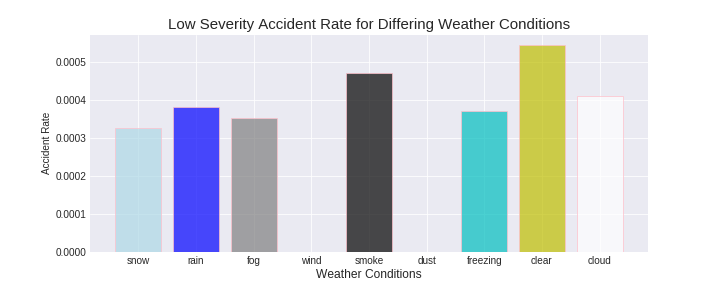 Low Severity Accident Rate for Differing Weather Conditions
0.0005
0.0004
0.0003
0.0002
0.0001
0.0000
Accident Rate
snow rain fog wind smoke dust freezing clear cloud
Weather Conditions